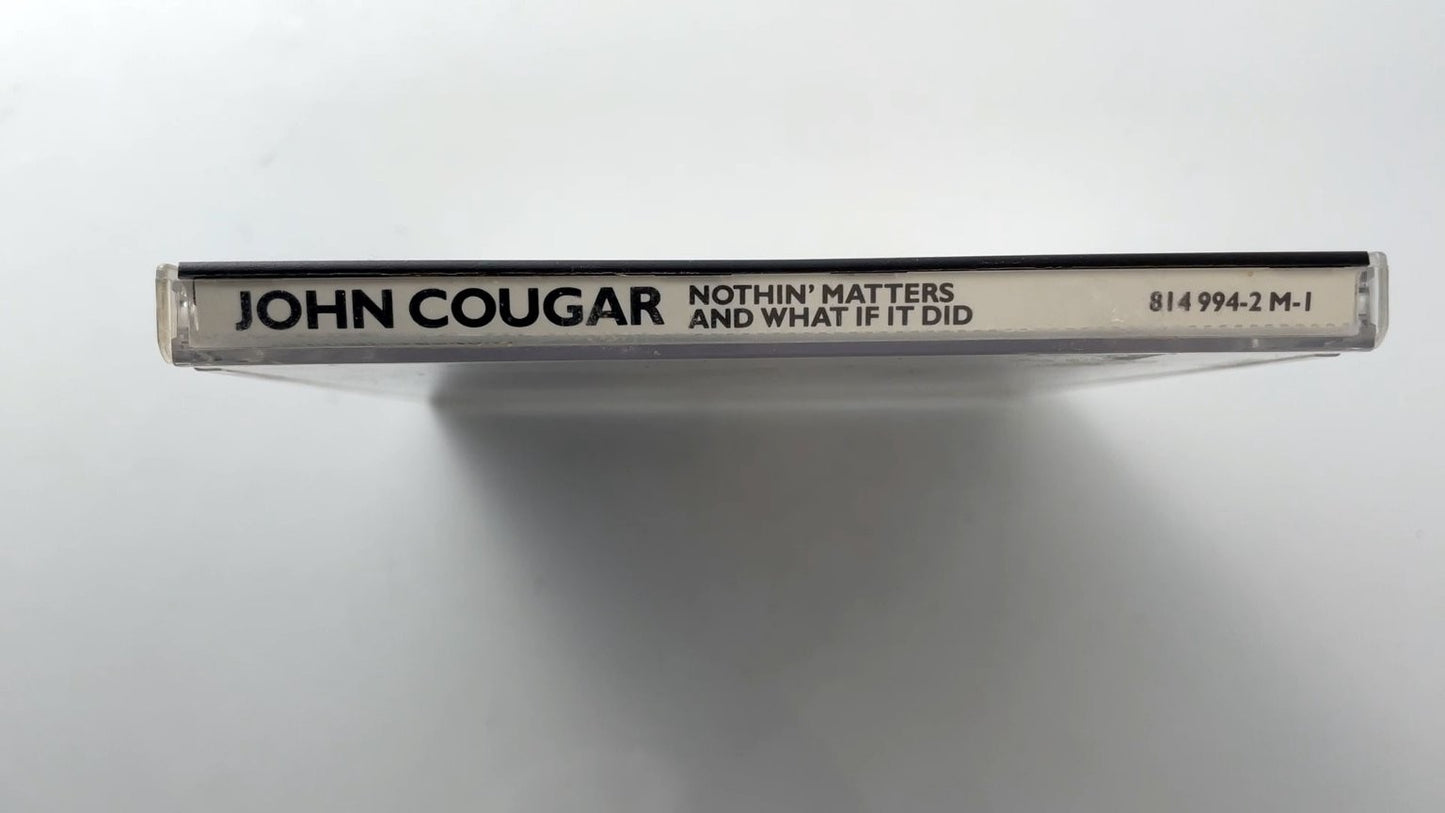 JOHN COUGAR
NOTHIN' MATTERS
AND WHAT IF IT DID
814 994-2 M-1